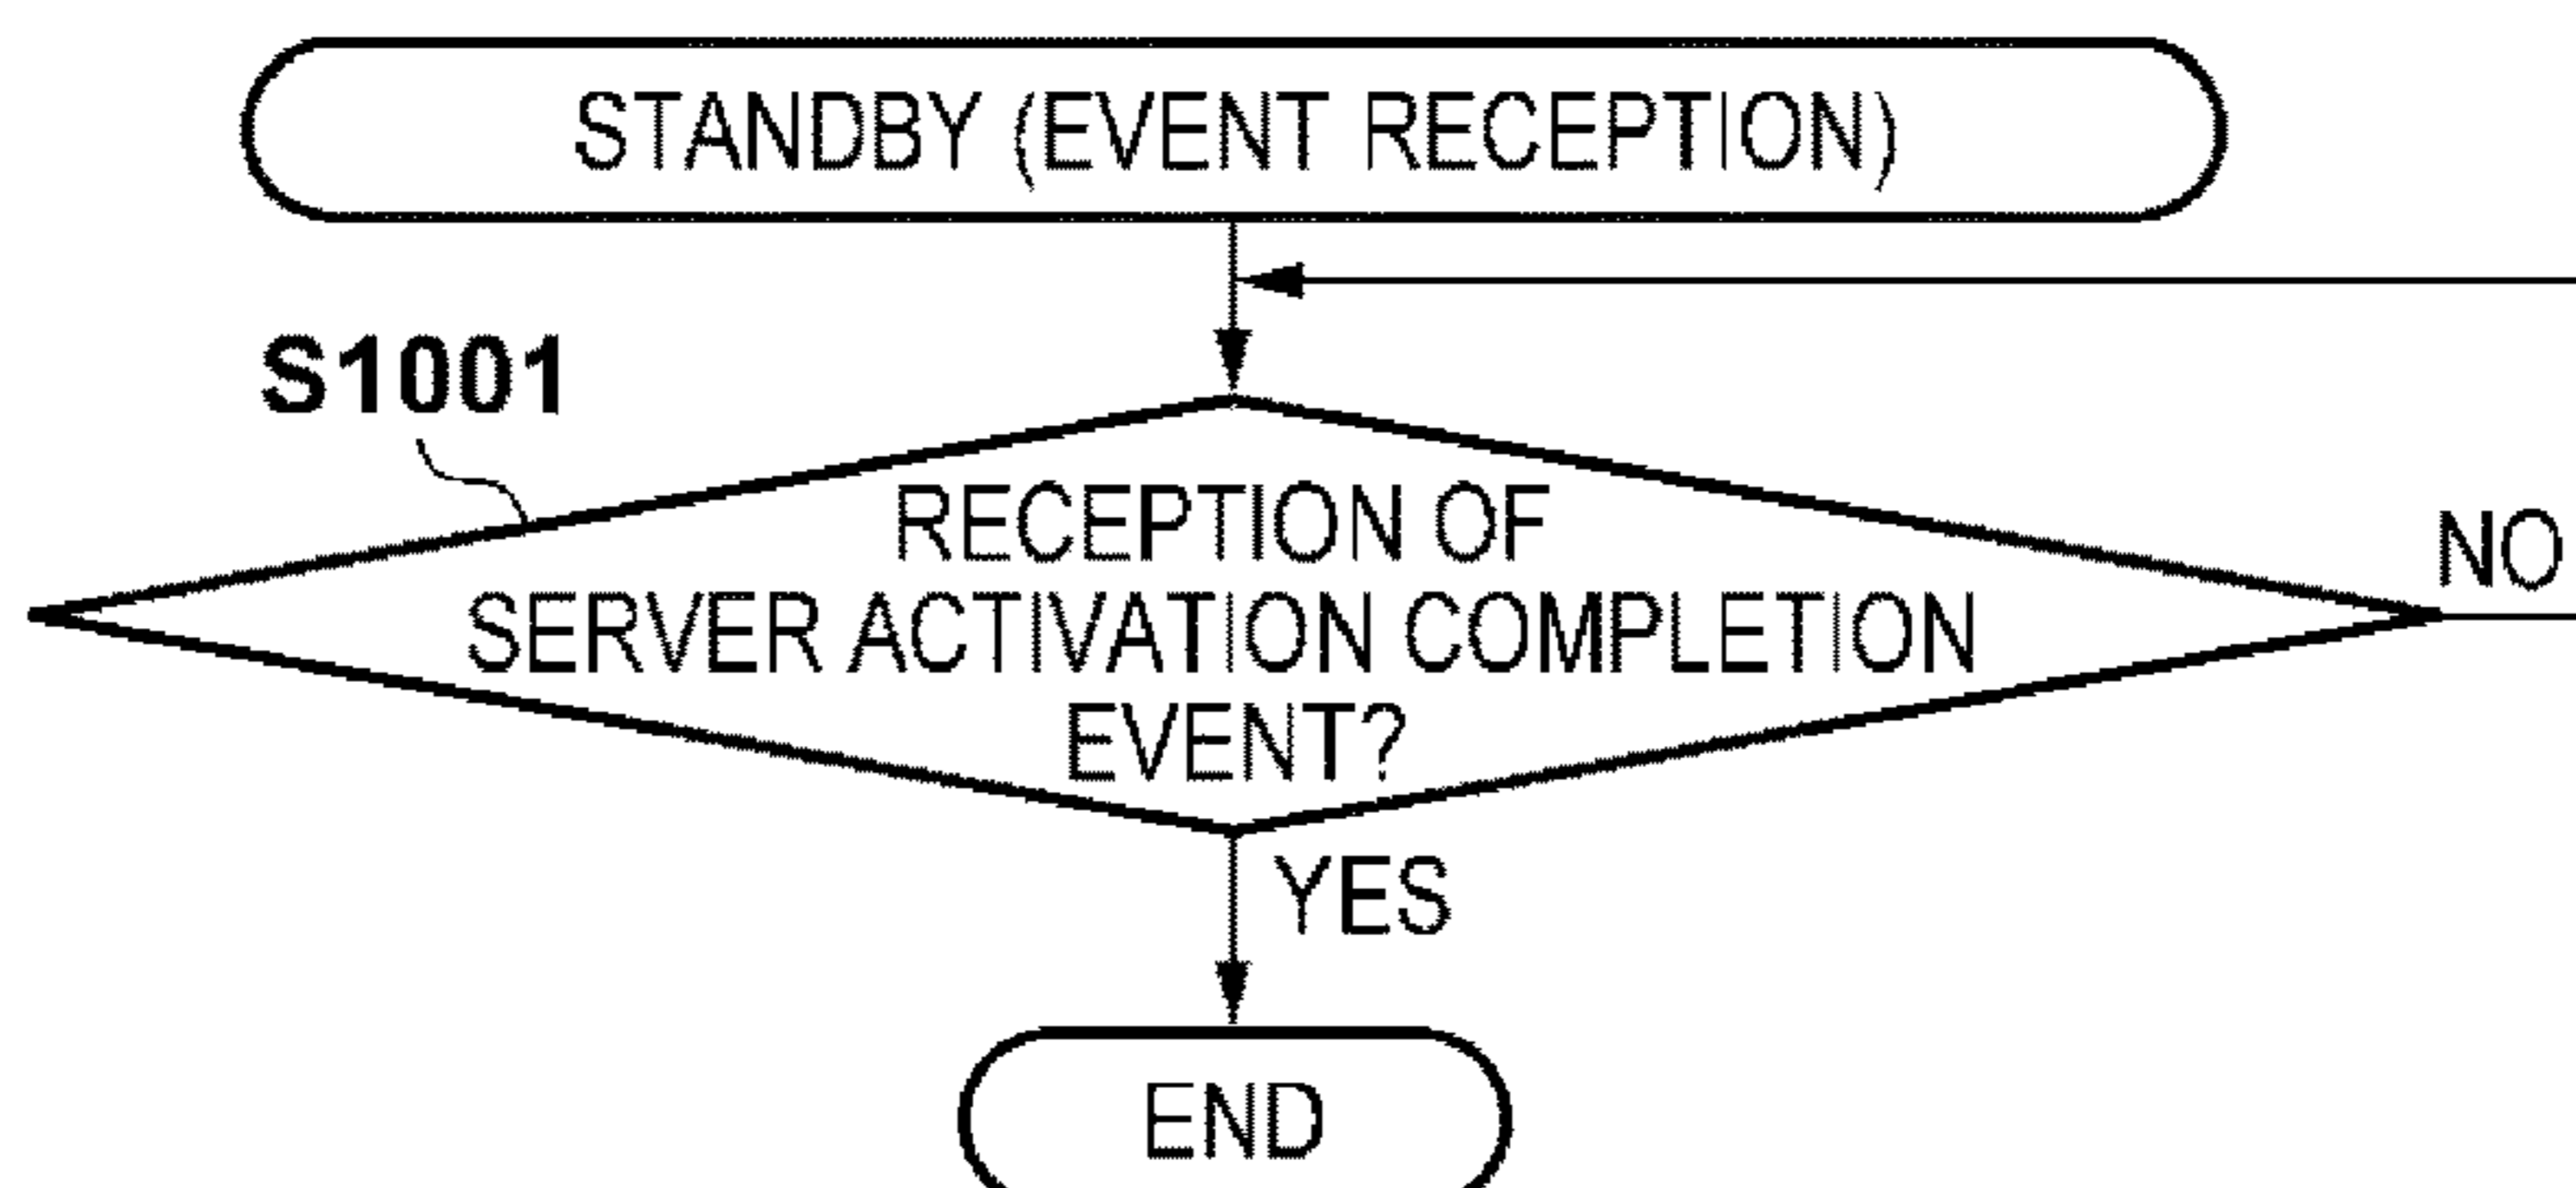 STANDBY (EVENT RECEPTION)
S1001
RECEPTION OF
SERVER ACTIVATION COMPLETION
EVENT?
NO
YES
END